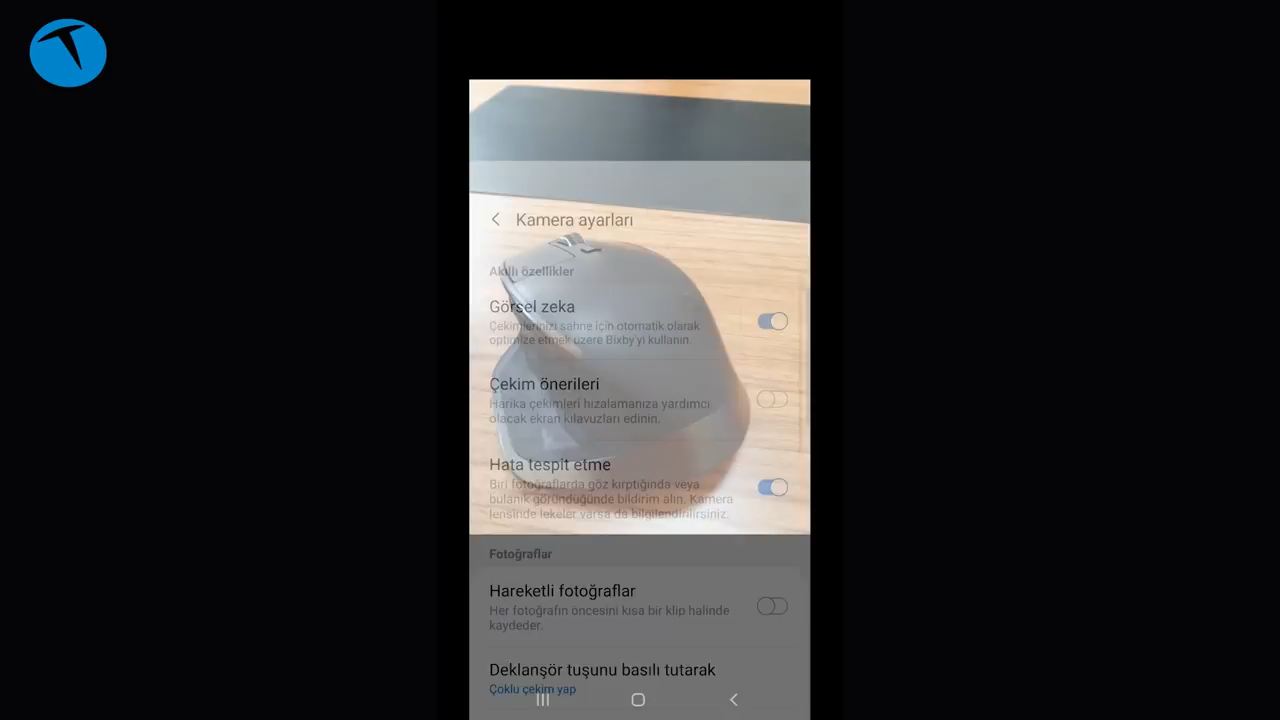 Kamera ayarları
Akıllı özellikler
Görsel zeka
Çekimlerinizi sahne için otomatik olarak
optimize etmek üzere Bixby'yi kullanın.
Çekim önerileri
Harika çekimleri hizalamanıza yardımcı
olacak ekran kılavuzları edinin.
Hata tespit etme
Biri fotoğraflarda göz kırptığında veya
bulanık göründüğünde bildirim alın. Kamera
lensinde lekeler varsa da bilgilendirilirsiniz.
Fotoğraflar
Hareketli fotoğraflar
Her fotoğrafın öncesini kısa bir klip halinde
kaydeder.
Deklanşör tuşunu basılı tutarak
Çoklu çekim yap